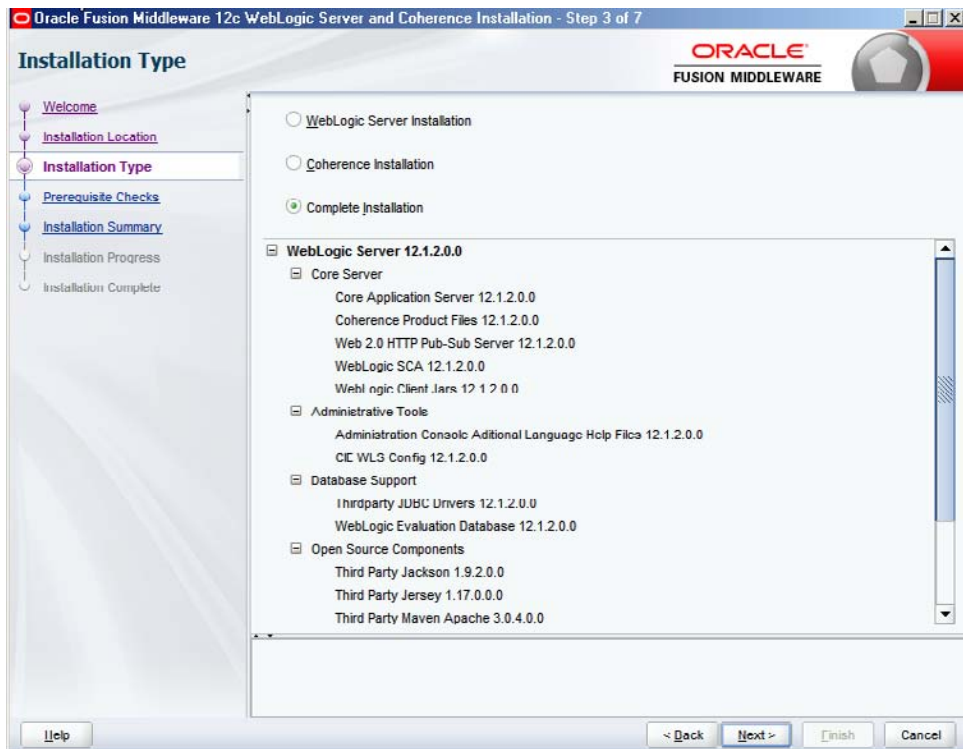 Oracle Fusion Middleware 12c WebLogic Server and Coherence Installation - Step 3 of 7
Installation Type
ORACLE
FUSION MIDDLEWARE
Welcome
Installation Location
Installation Type
Prerequisite Checks
Installation Summary
Installation Progress
Installation Complete
WebLogic Server Installation
Coherence Installation
Complete Installation
WebLogic Server 12.1.2.0.0
Core Server
Core Application Server 12.1.2.0.0
Coherence Product Files 12.1.2.0.0
Web 2.0 HTTP Pub-Sub Server 12.1.2.0.0
WebLogic SCA 12.1.2.0.0
WebLogic Client Jars 12.1.2.0.0
Administrative Tools
Administration Console Aditional Language Help Files 12.1.2.0.0
CIE WLS Config 12.1.2.0.0
Database Support
Thirdparty JDBC Drivers 12.1.2.0.0
WebLogic Evaluation Database 12.1.2.0.0
Open Source Components
Third Party Jackson 1.9.2.0.0
Third Party Jersey 1.17.0.0.0
Third Party Maven Apache 3.0.4.0.0
Help
< Back
Next >
Finish
Cancel